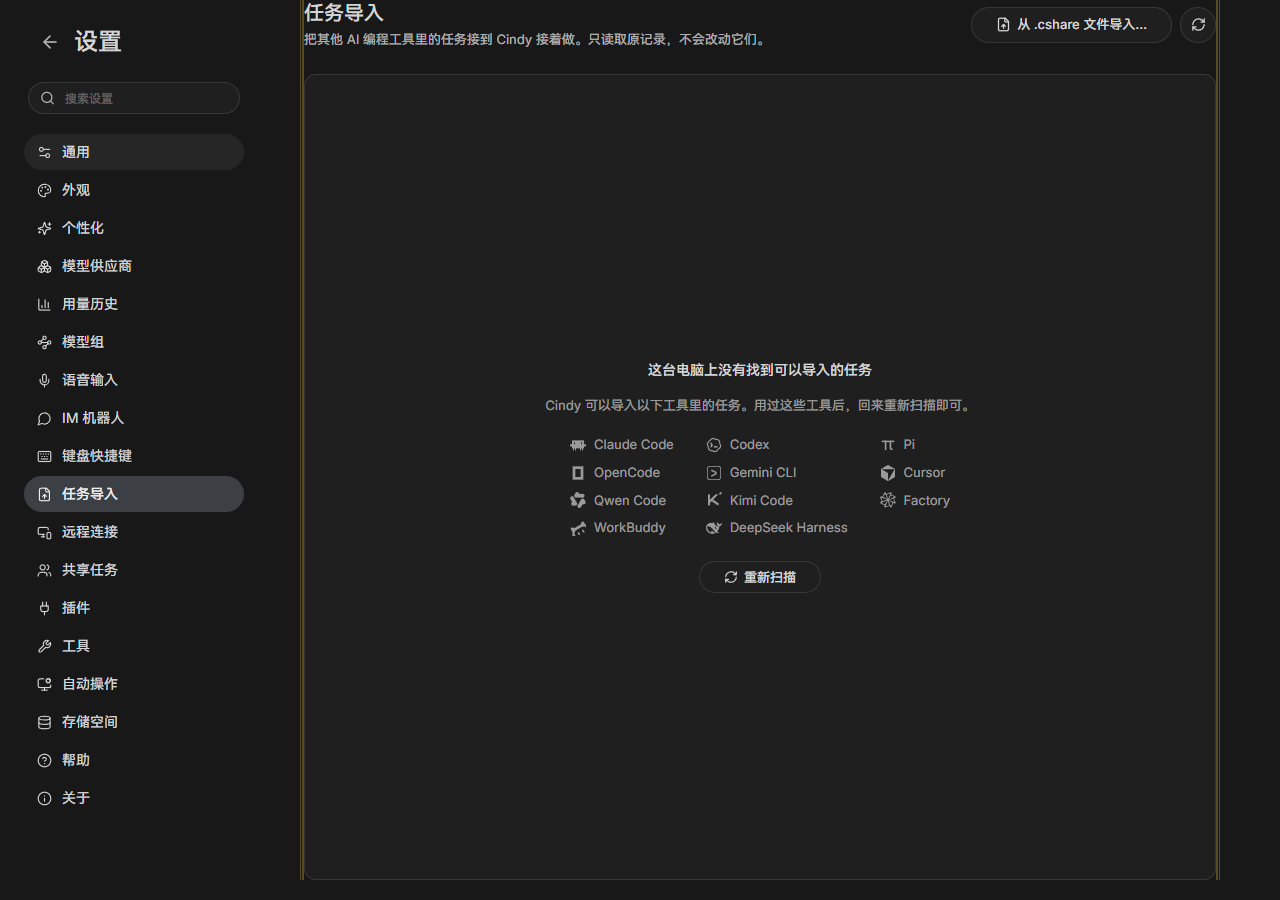 设置
搜索设置
通用
外观
个性化
模型供应商
用量历史
模型组
语音输入
IM 机器人
键盘快捷键
任务导入
远程连接
共享任务
插件
工具
自动操作
存储空间
帮助
关于
任务导入
把其他 AI 编程工具里的任务接到 Cindy 接着做。只读取原记录，不会改动它们。
从 .cshare 文件导入...
这台电脑上没有找到可以导入的任务
Cindy 可以导入以下工具里的任务。用过这些工具后，回来重新扫描即可。
Claude Code Codex Pi
OpenCode Gemini CLI Cursor
Qwen Code Kimi Code Factory
WorkBuddy DeepSeek Harness
重新扫描